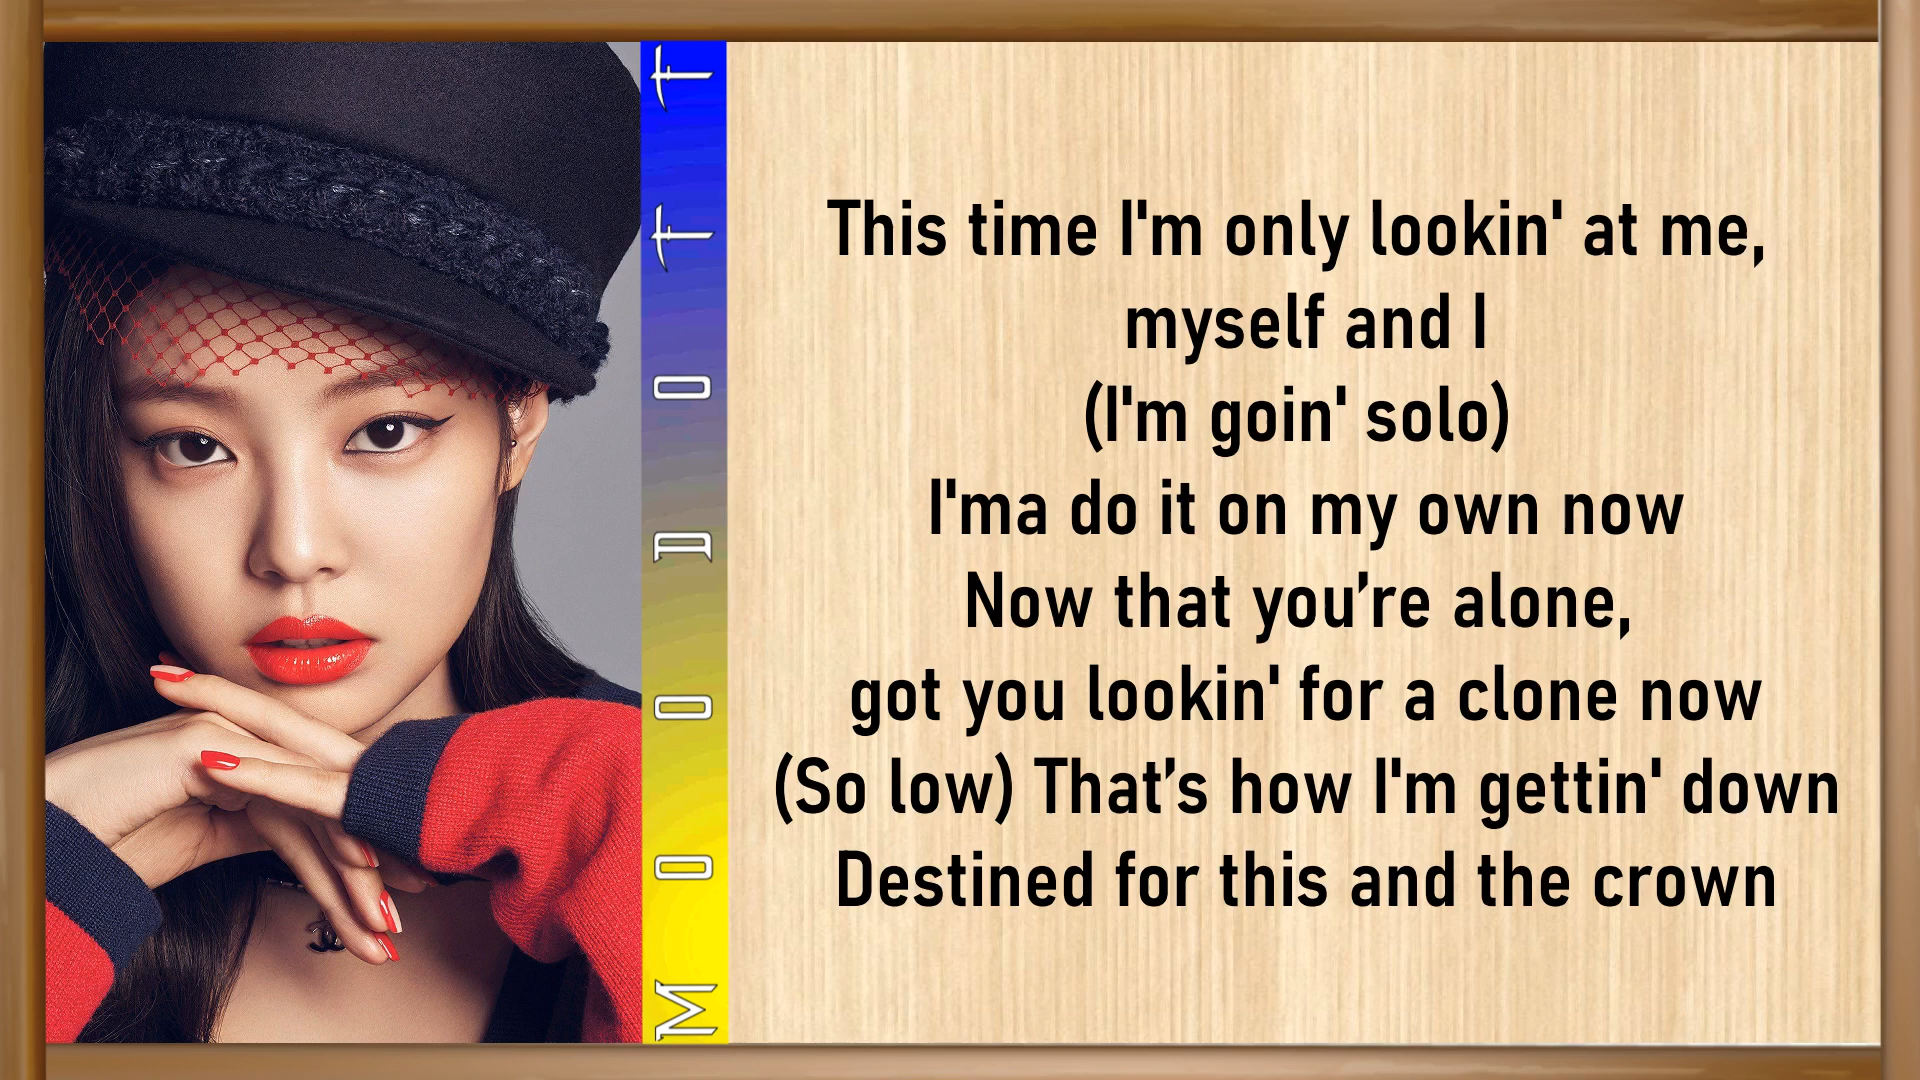 MOODOTT
This time I'm only lookin' at me,
myself and I
(I'm goin' solo)
I'ma do it on my own now
Now that you’re alone,
got you lookin' for a clone now
(So low) That’s how I'm gettin' down
Destined for this and the crown